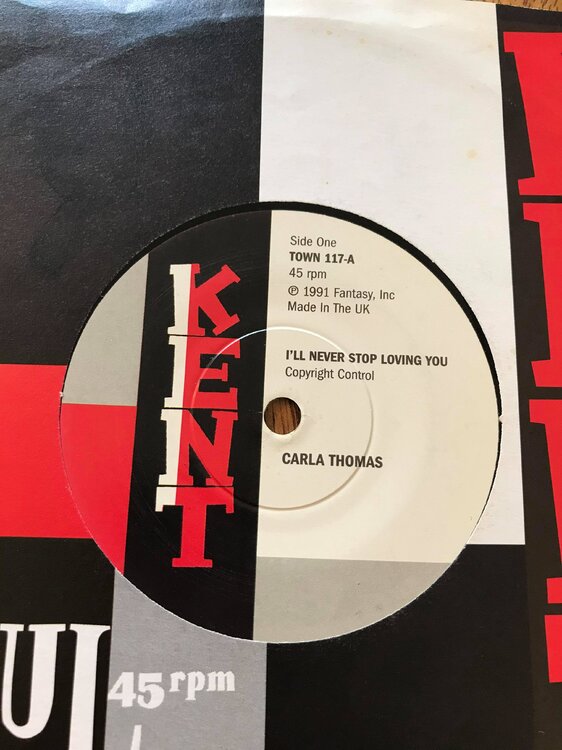 Side One
TOWN 117-A
45 rpm
℗ 1991 Fantasy, Inc
Made In The UK
I'LL NEVER STOP LOVING YOU
Copyright Control
CARLA THOMAS
KENT
45 rpm